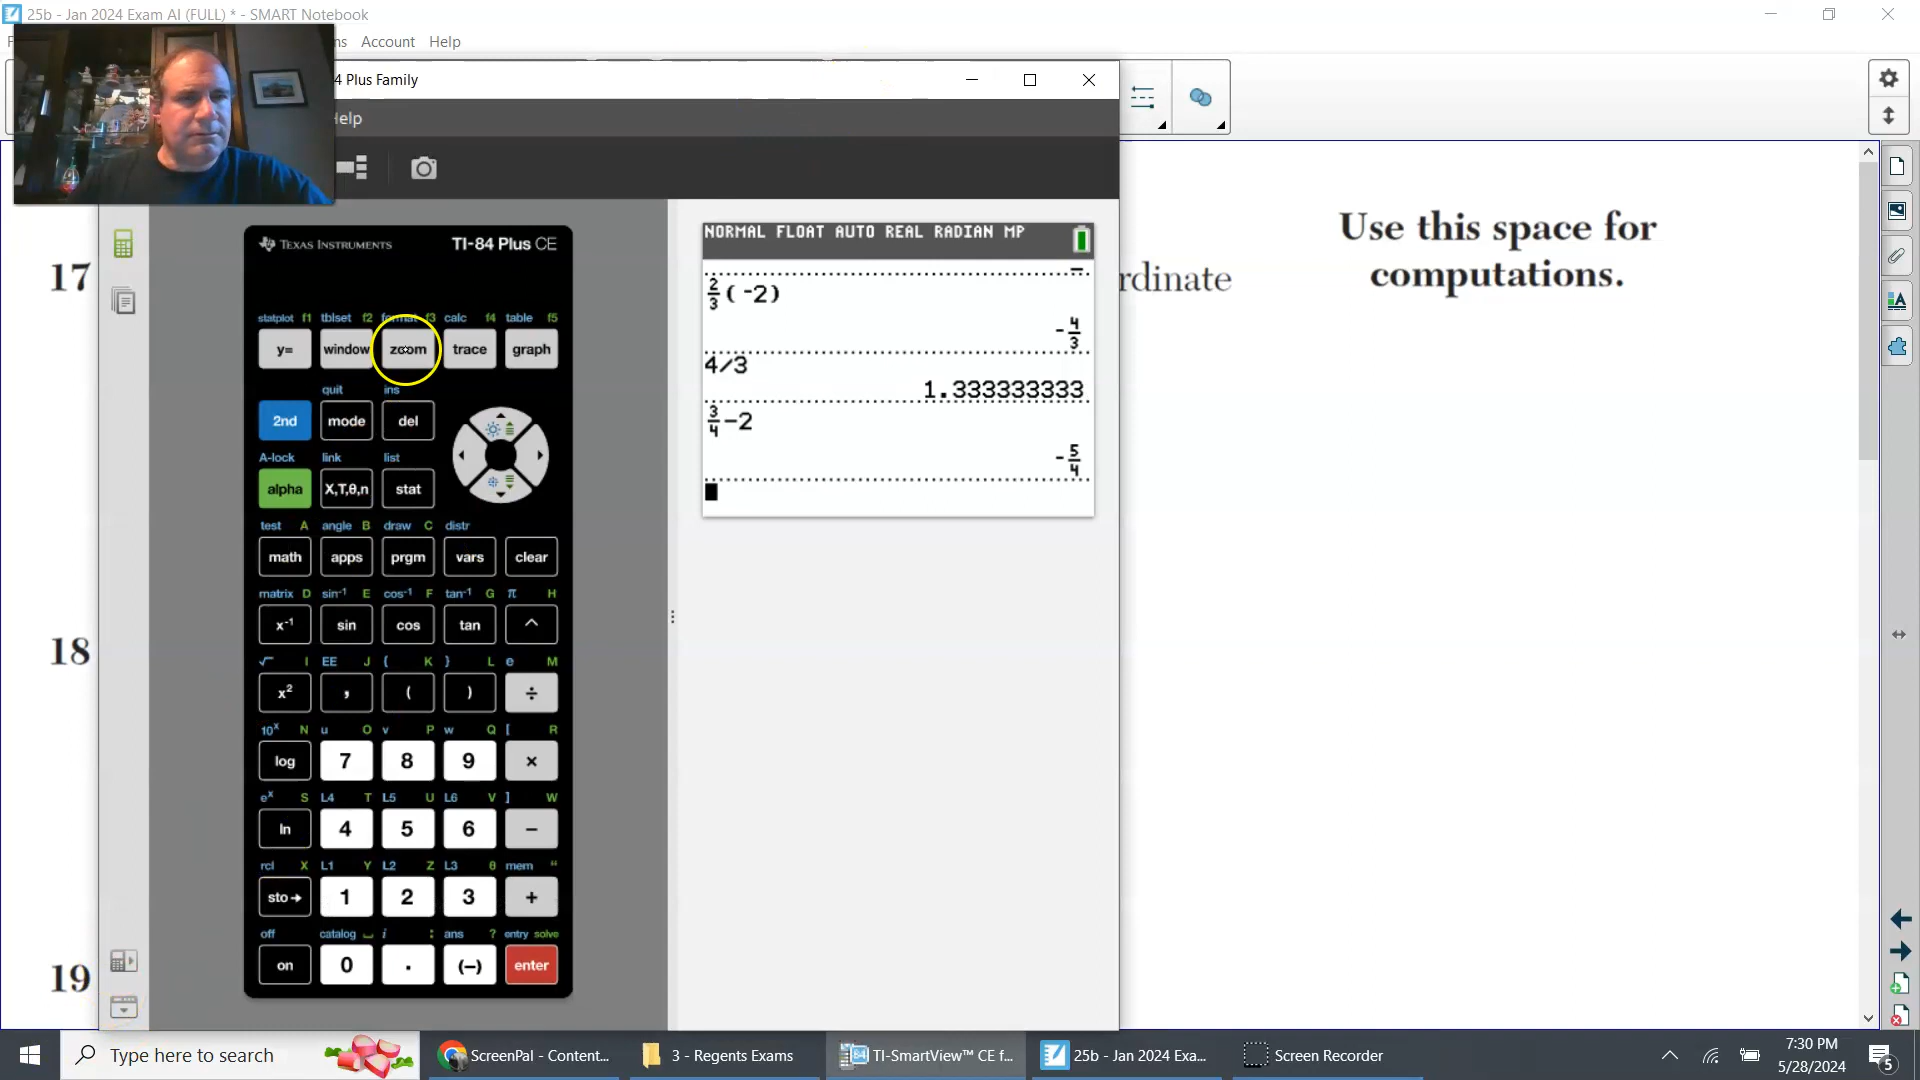 25b - Jan 2024 Exam AI (FULL) * - SMART Notebook
Account Help
4 Plus Family
Help
17
rdinate
Use this space for
computations.
18
19
TEXAS INSTRUMENTS TI-84 Plus CE
statplot f1 tblset f2 format f3 calc f4 table f5
y= window zoom trace graph
quit ins
2nd mode del
A-lock link list
alpha X,T,θ,n stat
test A angle B draw C distr
math apps prgm vars clear
matrix D sin⁻¹ E cos⁻¹ F tan⁻¹ G π H
x⁻¹ sin cos tan ^
√ I EE J { K } L e M
x² , ( ) ÷
10ˣ N u O v P w Q [ R
log 7 8 9 ×
eˣ S L4 T L5 U L6 V ] W
ln 4 5 6 −
rcl X L1 Y L2 Z L3 θ mem "
sto→ 1 2 3 +
off catalog ⎵ i : ans ? entry solve
on 0 . (−) enter
NORMAL FLOAT AUTO REAL RADIAN MP
2/3(-2)
-4/3
4/3
1.333333333
3/4-2
-5/4
Type here to search
ScreenPal - Content...
3 - Regents Exams
TI-SmartView™ CE f...
25b - Jan 2024 Exa...
Screen Recorder
7:30 PM
5/28/2024
5